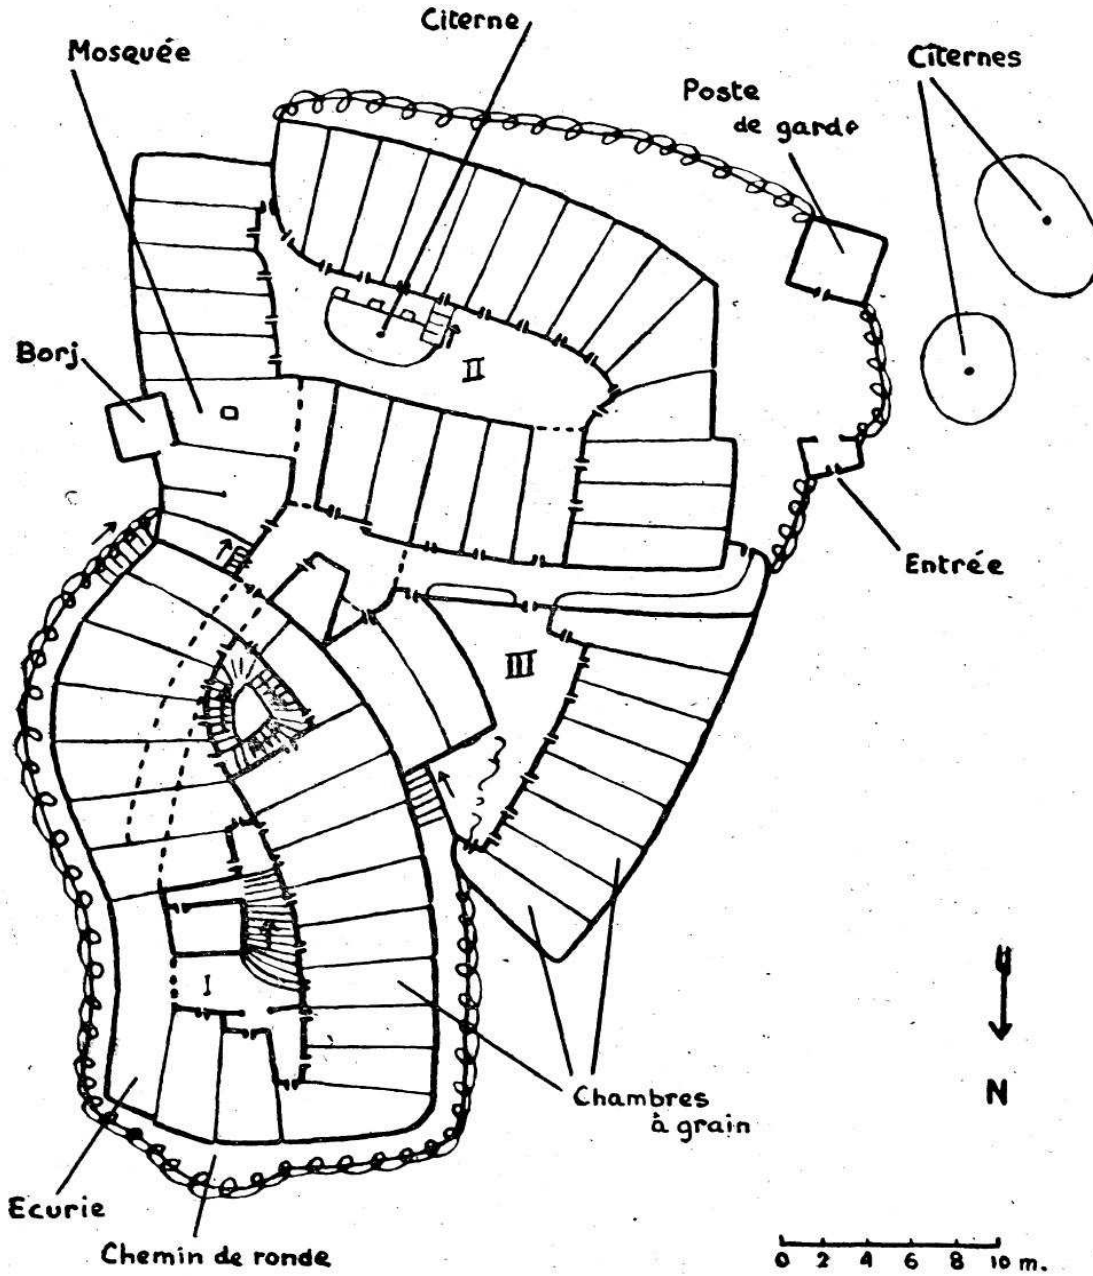 Citerne
Mosquée
Citernes
Poste
de garde
Borj
II
Entrée
III
I
N
Chambres
à grain
Ecurie
Chemin de ronde
0 2 4 6 8 10 m.